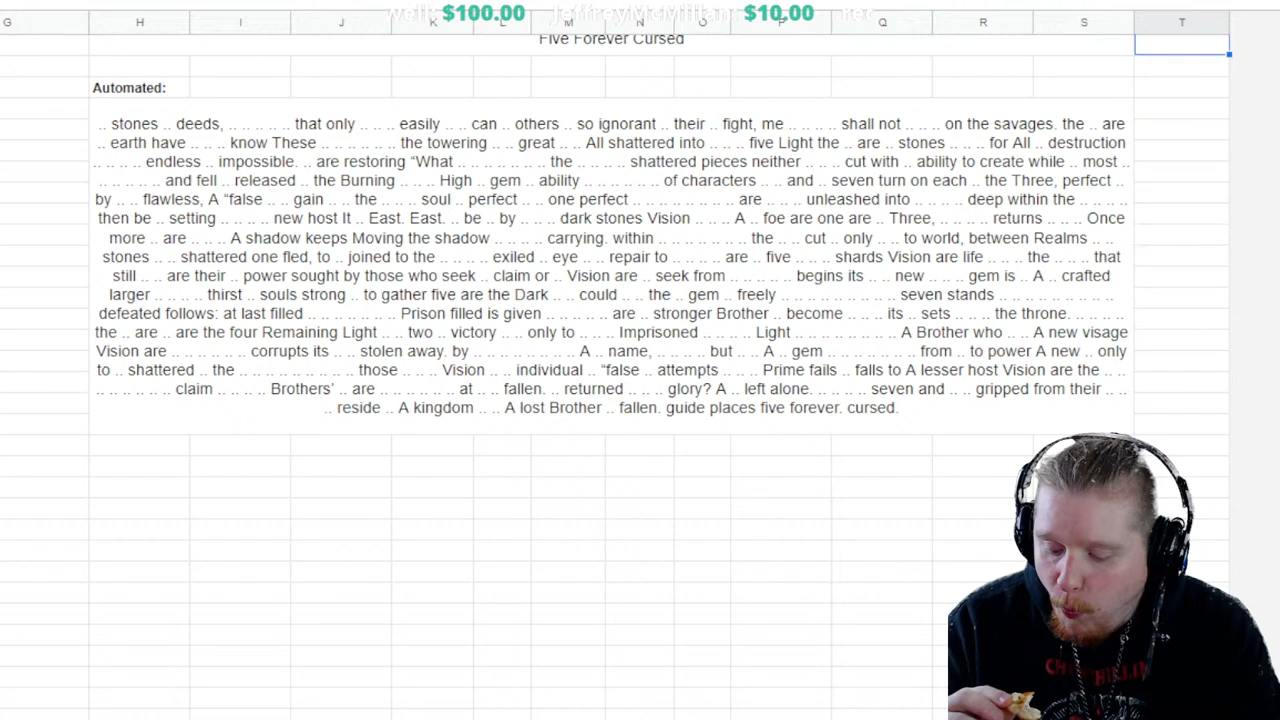 $100.00 JeffreyMcMillan: $10.00
G H I J K L M N O P Q R S T
Five Forever Cursed
Automated:
.. stones .. deeds, .. .. .. .. that only .. .. .. easily .. .. can .. others .. so ignorant .. their .. fight, me .. .. .. .. shall not .. .. .. on the savages. the .. are
.. earth have .. .. .. know These .. .. .. .. .. the towering .. .. great .. .. All shattered into .. .. .. five Light the .. are .. stones .. .. .. for All .. destruction
.. .. .. .. endless .. impossible. .. are restoring “What .. .. .. .. .. .. the .. .. .. .. shattered pieces neither .. .. cut with .. ability to create while .. most ..
.. .. .. .. and fell .. released .. the Burning .. .. .. High .. gem .. ability .. .. .. .. .. of characters .. .. and .. seven turn on each .. the Three, perfect ..
by .. .. flawless, A “false .. .. gain .. .. the .. .. soul .. perfect .. .. one perfect .. .. .. .. .. .. are .. .. unleashed into .. .. .. deep within the .. .. ..
then be .. setting .. .. .. .. new host It .. East. East. .. be .. by .. .. .. dark stones Vision .. .. .. A .. foe are one are .. Three, .. .. .. returns .. .. .. Once
more .. are .. .. .. A shadow keeps Moving the shadow .. .. .. .. carrying. within .. .. .. .. .. .. the .. .. cut .. only .. .. to world, between Realms .. ..
stones .. .. shattered one fled, to .. joined to the .. .. .. .. exiled .. eye .. .. repair to .. .. .. .. are .. five .. .. shards Vision are life .. .. .. the .. .. that
still .. .. are their .. power sought by those who seek .. claim or .. Vision are .. seek from .. .. .. .. begins its .. .. new .. .. gem is .. A .. crafted
larger .. .. .. .. thirst .. souls strong .. to gather five are the Dark .. .. could .. .. the .. gem .. freely .. .. .. .. .. .. .. seven stands .. .. .. .. .. .. .. ..
defeated follows: at last filled .. .. .. .. .. .. Prison filled is given .. .. .. .. are .. stronger Brother .. become .. .. its .. sets .. .. .. the throne. .. .. ..
the .. are .. are the four Remaining Light .. .. two .. victory .. .. only to .. .. Imprisoned .. .. .. Light .. .. .. .. .. .. .. A Brother who .. .. A new visage
Vision are .. .. .. .. .. corrupts its .. .. stolen away. by .. .. .. .. .. .. .. A .. name, .. .. .. but .. .. A .. gem .. .. .. .. .. .. from .. to power A new .. only
to .. shattered .. the .. .. .. .. .. .. .. those .. .. Vision .. .. individual .. “false .. attempts .. .. .. Prime fails .. falls to A lesser host Vision are the .. ..
.. .. .. .. .. claim .. .. .. Brothers’ .. are .. .. .. .. .. at .. fallen. .. returned .. .. .. glory? A .. left alone. .. .. .. .. seven and .. .. gripped from their .. ..
.. reside .. A kingdom .. .. A lost Brother .. fallen. guide places five forever. cursed.